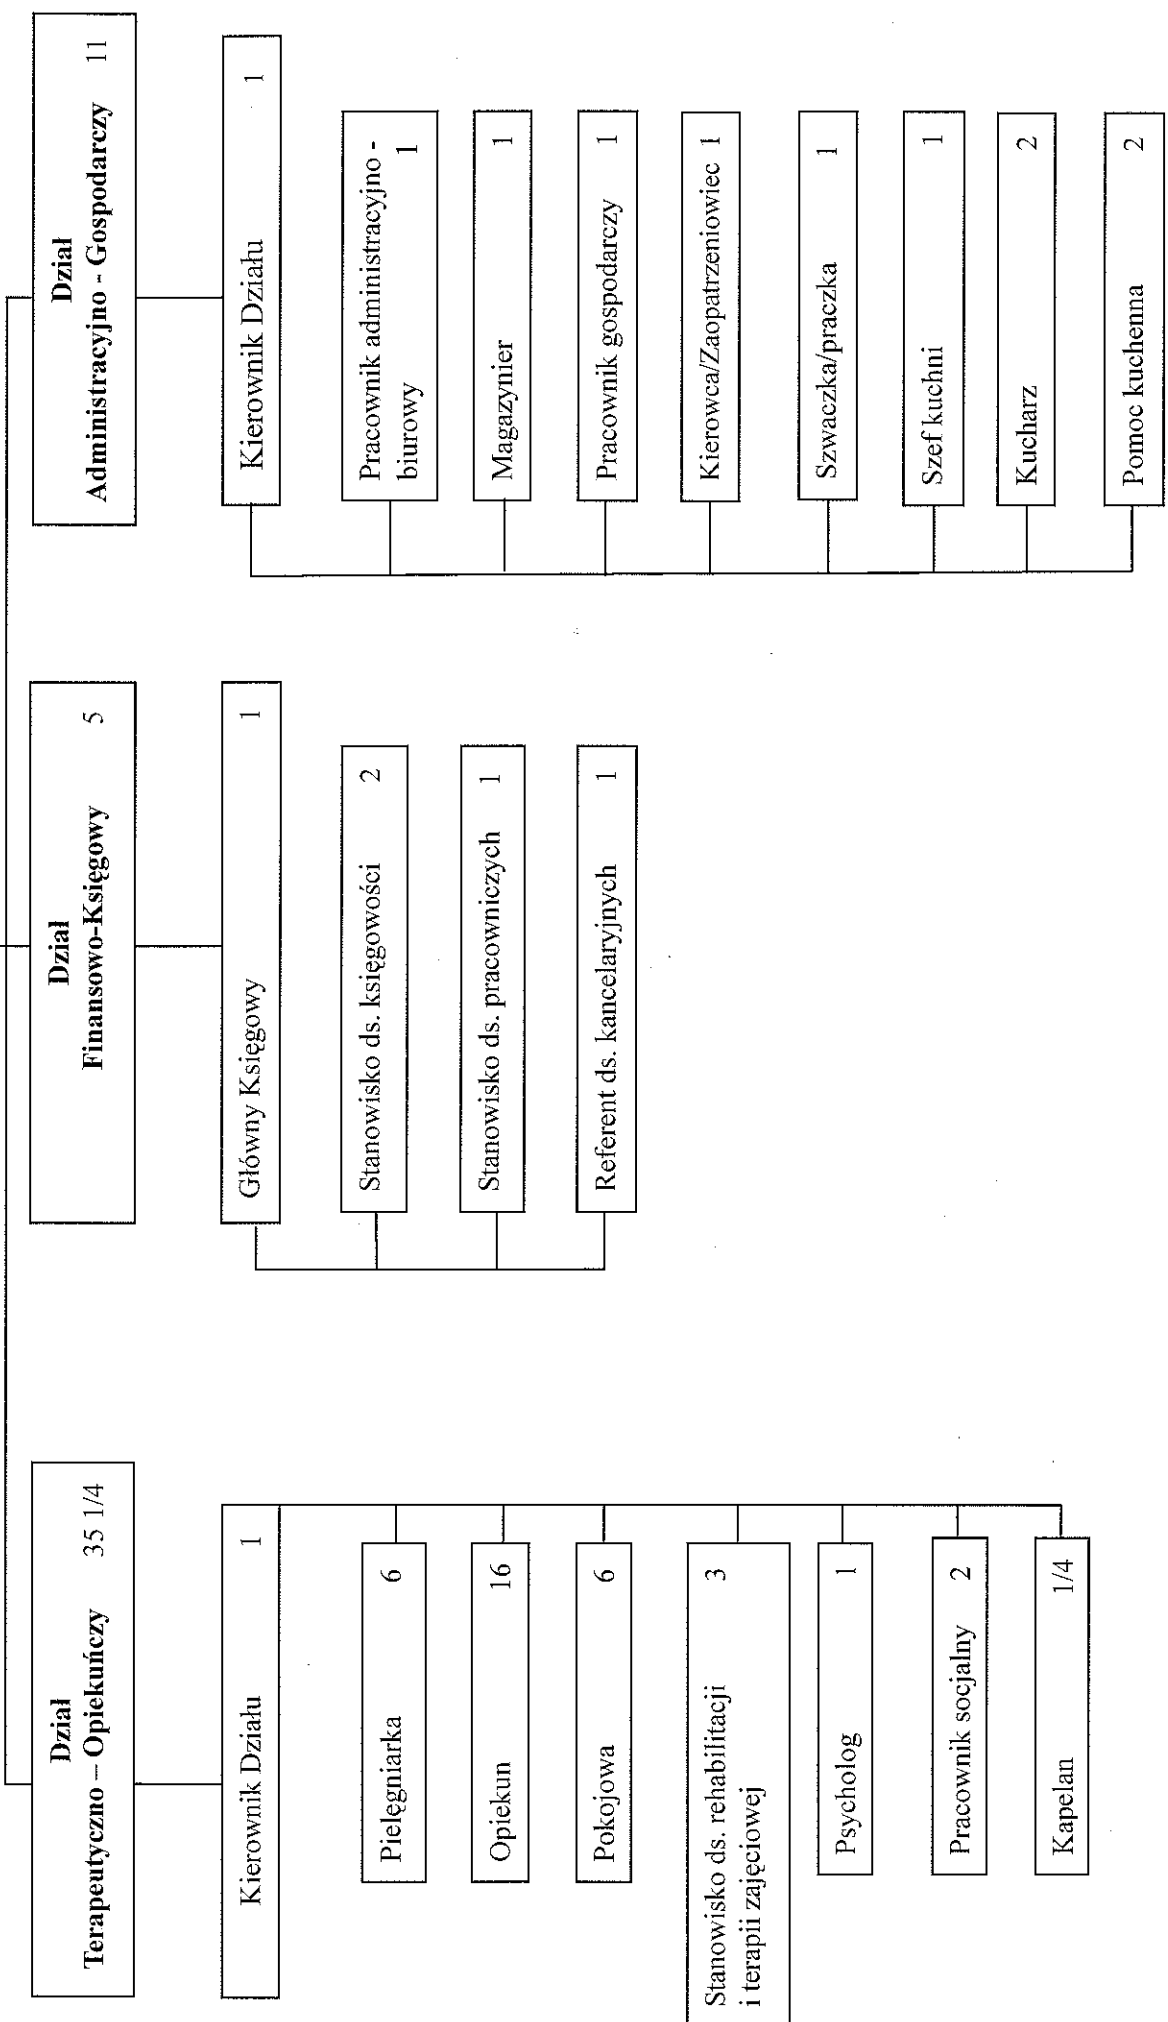 Dział
Terapeutyczno – Opiekuńczy 35 1/4
Kierownik Działu 1
Pielęgniarka 6
Opiekun 16
Pokojowa 6
Stanowisko ds. rehabilitacji 3
i terapii zajęciowej
Psycholog 1
Pracownik socjalny 2
Kapelan 1/4
Dział
Finansowo-Księgowy 5
Główny Księgowy 1
Stanowisko ds. księgowości 2
Stanowisko ds. pracowniczych 1
Referent ds. kancelaryjnych 1
Dział
Administracyjno - Gospodarczy 11
Kierownik Działu 1
Pracownik administracyjno -
biurowy 1
Magazynier 1
Pracownik gospodarczy 1
Kierowca/Zaopatrzeniowiec 1
Szwaczka/praczka 1
Szef kuchni 1
Kucharz 2
Pomoc kuchenna 2